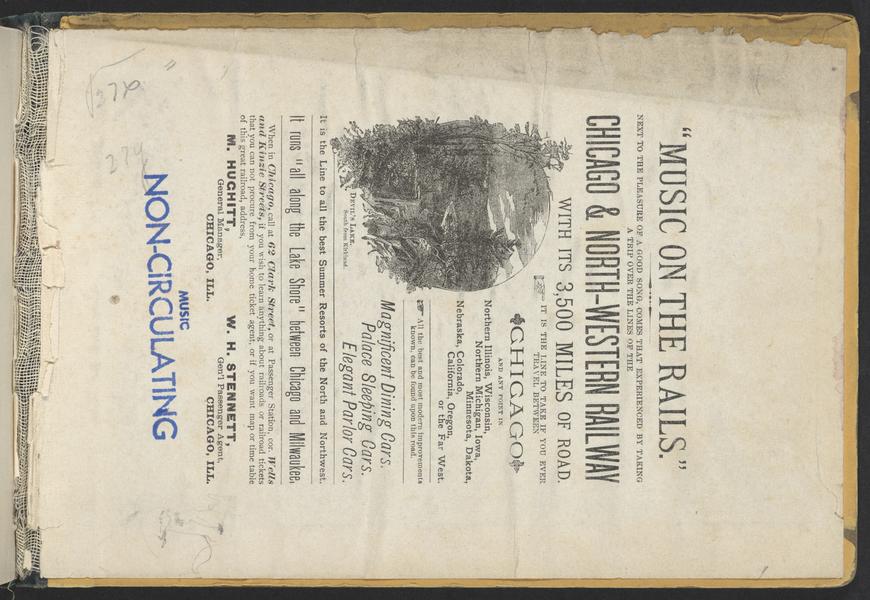 "MUSIC ON THE RAILS."
NEXT TO THE PLEASURE OF A GOOD SONG, COMES THAT EXPERIENCED BY TAKING
A TRIP OVER THE LINES OF THE
CHICAGO & NORTH-WESTERN RAILWAY
WITH ITS 3,500 MILES OF ROAD.
IT IS THE LINE TO TAKE IF YOU EVER
TRAVEL BETWEEN
CHICAGO
AND ANY POINT IN
Northern Illinois, Wisconsin,
Northern Michigan, Iowa,
Minnesota, Dakota,
Nebraska, Colorado,
California, Oregon,
or the Far West.
All the best and most modern improvements
known, can be found upon this road.
DEVIL'S LAKE.
South from Kirkland.
Magnificent Dining Cars.
Palace Sleeping Cars.
Elegant Parlor Cars.
It is the Line to all the best Summer Resorts of the North and Northwest.
It runs "all along the Lake Shore" between Chicago and Milwaukee.
When in Chicago, call at 62 Clark Street, or at Passenger Station, cor. Wells
and Kinzie Streets, if you wish to learn anything about railroads or railroad tickets
that you can not procure from your home ticket agent; or if you want map or time table
of this great railroad, address,
M. HUGHITT,
General Manager,
CHICAGO, ILL.
W. H. STENNETT,
Gen'l Passenger Agent,
CHICAGO, ILL.
MUSIC
NON-CIRCULATING